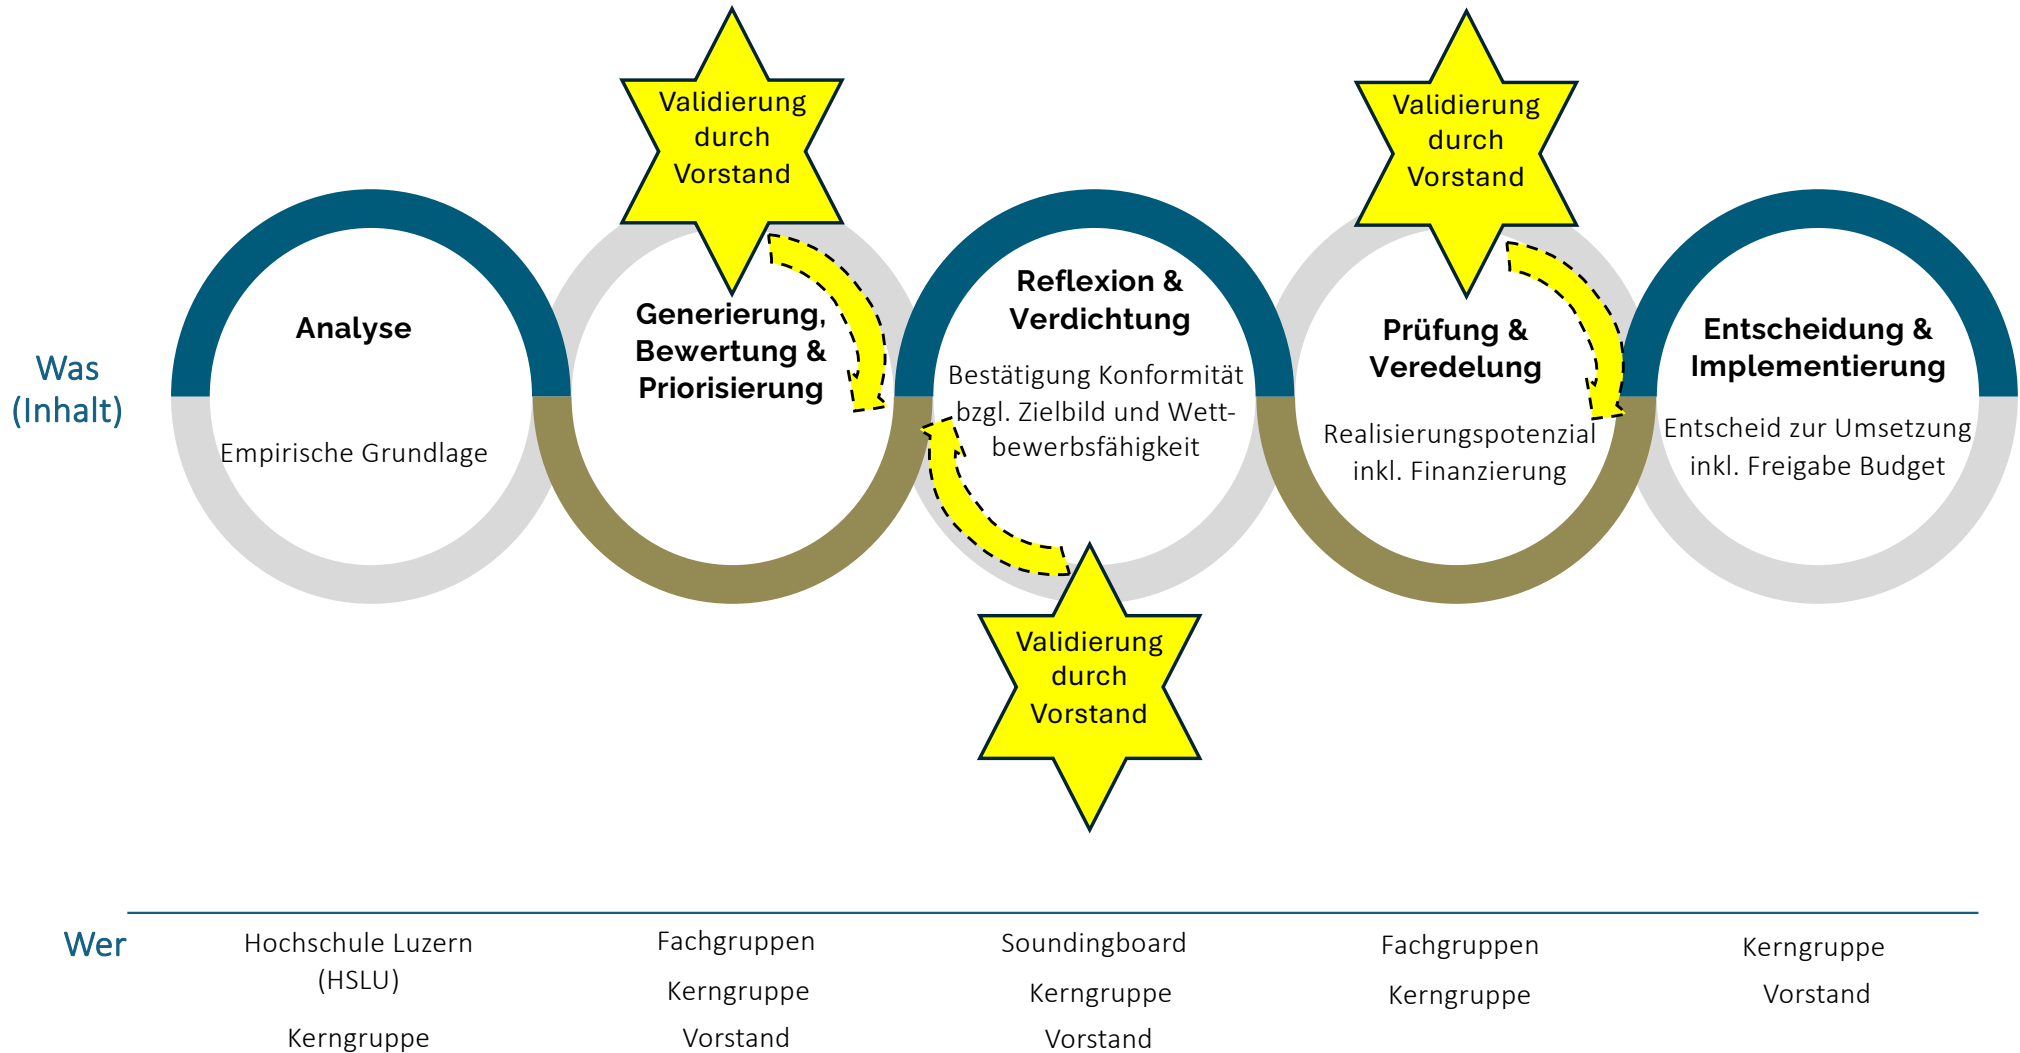 Validierung
durch
Vorstand
Validierung
durch
Vorstand
Was
(Inhalt)
Analyse
Empirische Grundlage
Generierung,
Bewertung &
Priorisierung
Reflexion &
Verdichtung
Bestätigung Konformität
bzgl. Zielbild und Wett-
bewerbsfähigkeit
Prüfung &
Veredelung
Realisierungspotenzial
inkl. Finanzierung
Entscheidung &
Implementierung
Entscheid zur Umsetzung
inkl. Freigabe Budget
Validierung
durch
Vorstand
Wer
Hochschule Luzern
(HSLU)
Kerngruppe
Fachgruppen
Kerngruppe
Vorstand
Soundingboard
Kerngruppe
Vorstand
Fachgruppen
Kerngruppe
Kerngruppe
Vorstand